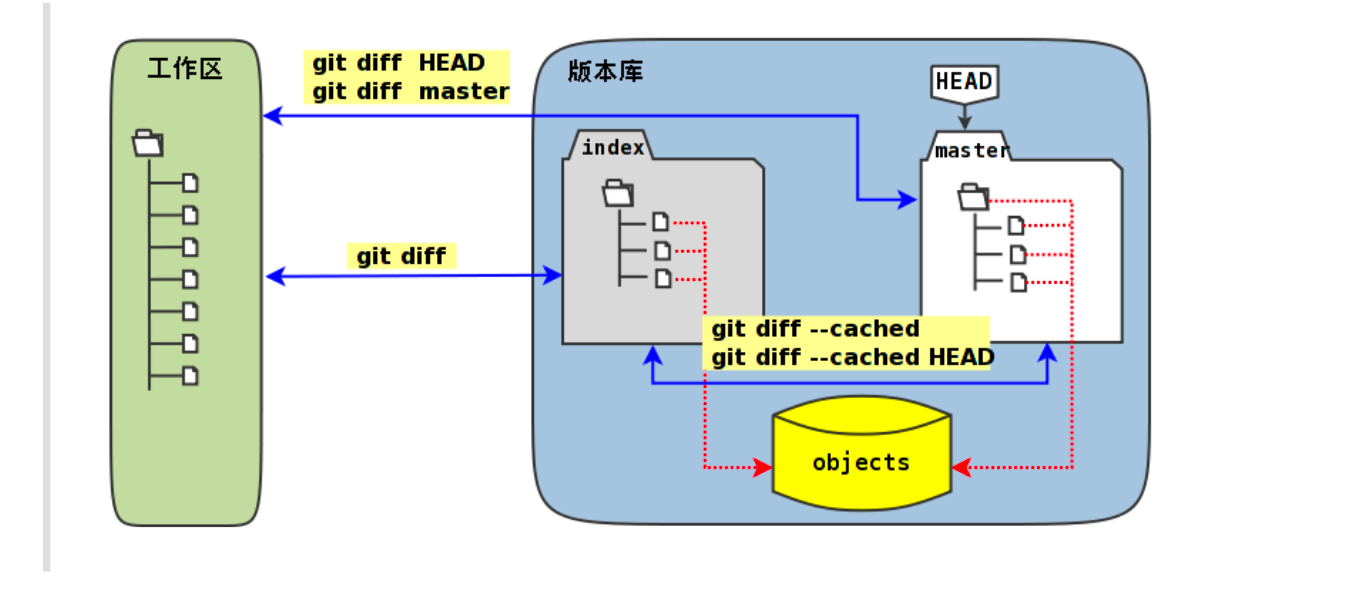 工作区
git diff HEAD
git diff master
版本库
HEAD
index
master
git diff
git diff --cached
git diff --cached HEAD
objects